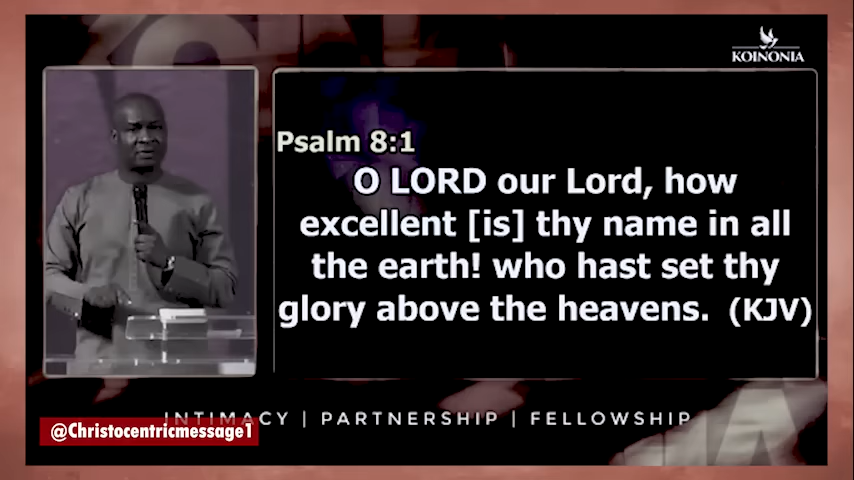 KOINONIA
Psalm 8:1
O LORD our Lord, how
excellent [is] thy name in all
the earth! who hast set thy
glory above the heavens. (KJV)
INTIMACY | PARTNERSHIP | FELLOWSHIP
@Christocentricmessage1